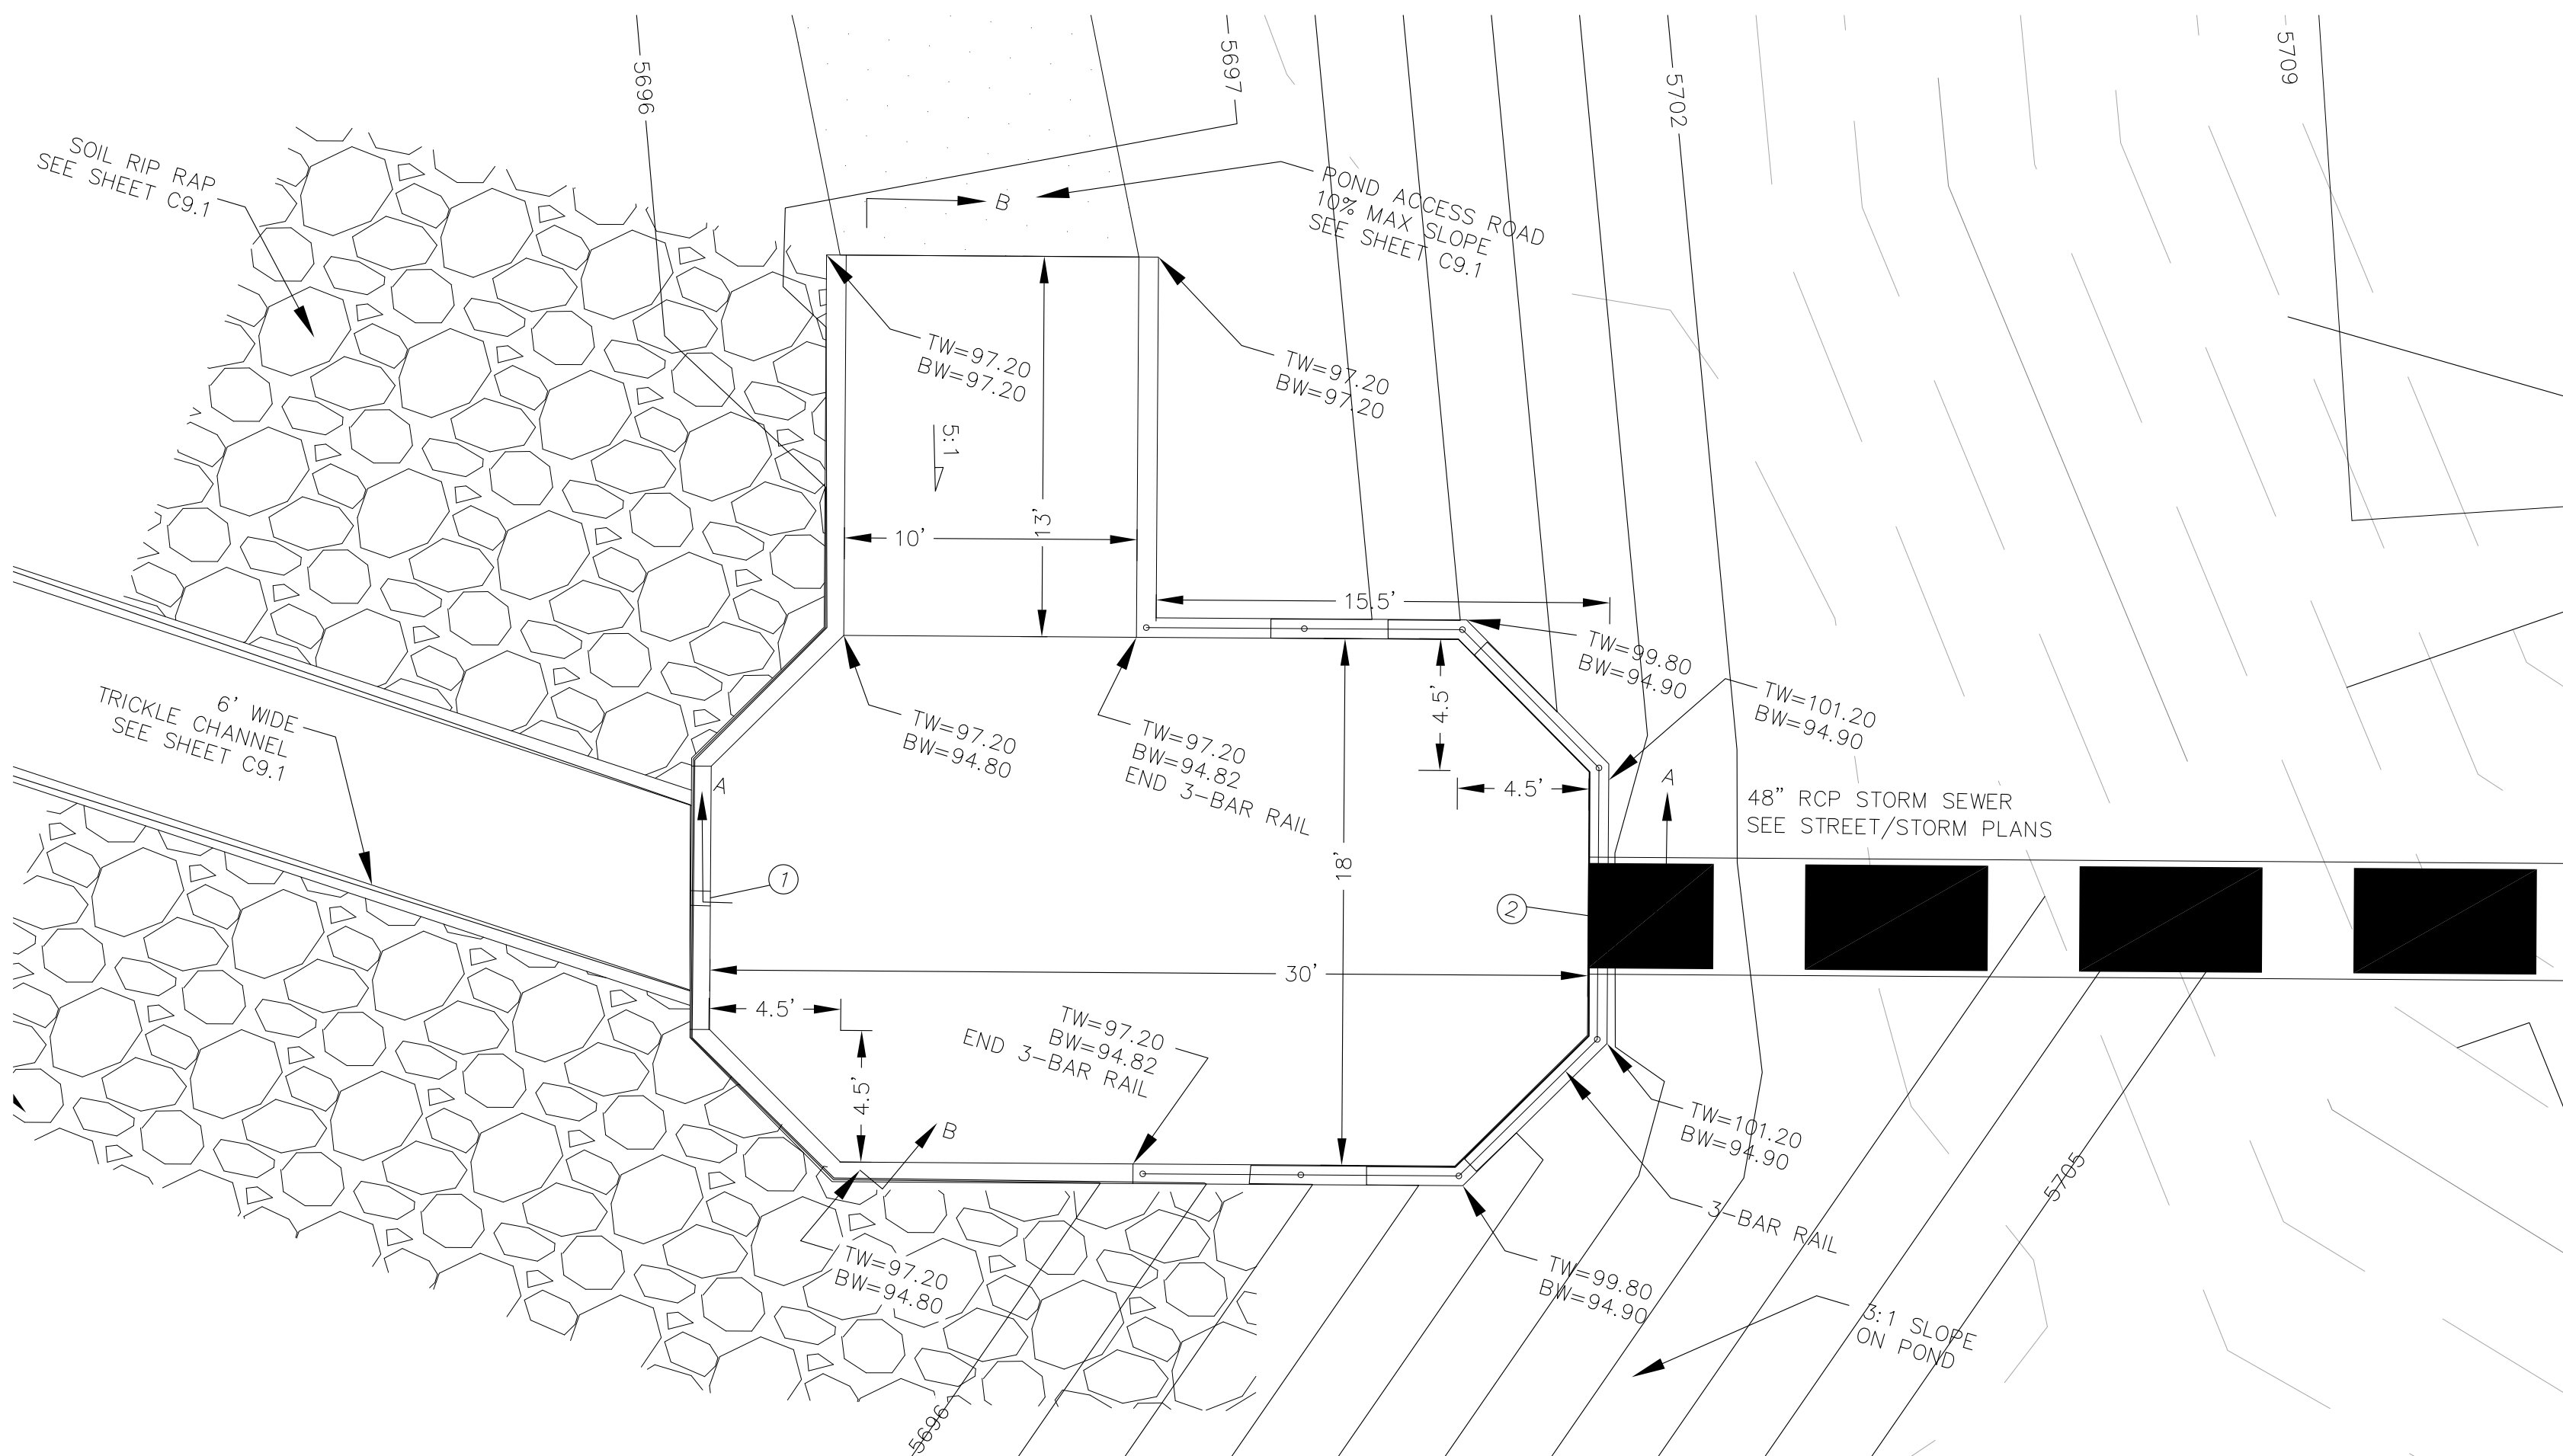 5696
5697
5702
5709
SOIL RIP RAP
SEE SHEET C9.1
B
POND ACCESS ROAD
10% MAX SLOPE
SEE SHEET C9.1
TW=97.20
BW=97.20
TW=97.20
BW=97.20
5:1
10'
13'
15.5'
TW=99.80
BW=94.90
TW=101.20
BW=94.90
4.5'
4.5'
6' WIDE
TRICKLE CHANNEL
SEE SHEET C9.1
TW=97.20
BW=94.80
TW=97.20
BW=94.82
END 3-BAR RAIL
A
A
48" RCP STORM SEWER
SEE STREET/STORM PLANS
1
18'
2
30'
4.5'
4.5'
TW=97.20
BW=94.82
END 3-BAR RAIL
B
TW=101.20
BW=94.90
3-BAR RAIL
5705
TW=97.20
BW=94.80
TW=99.80
BW=94.90
3:1 SLOPE
ON POND
5696